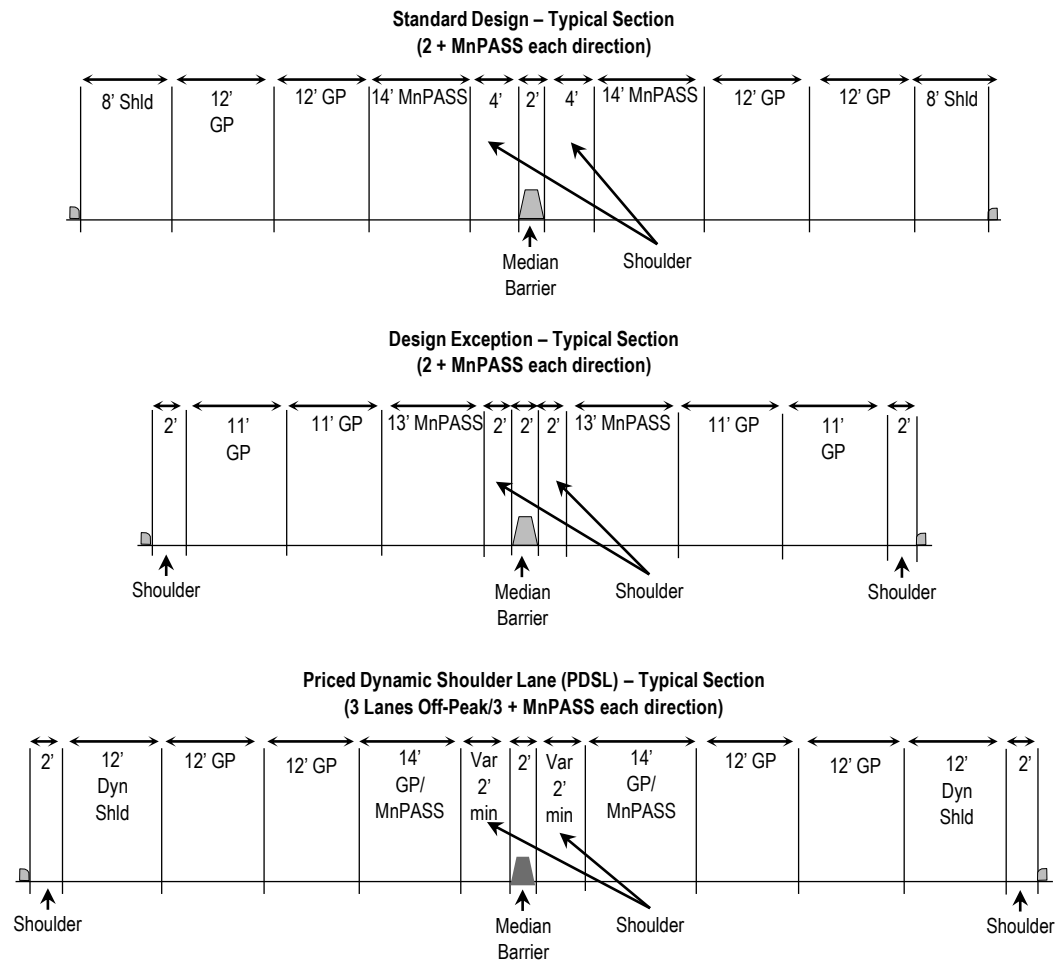 Standard Design – Typical Section
(2 + MnPASS each direction)
8’ Shld
12’
GP
12’ GP
14’ MnPASS
4’
2’
4’
14’ MnPASS
12’ GP
12’ GP
8’ Shld
Median
Barrier
Shoulder
Design Exception – Typical Section
(2 + MnPASS each direction)
2’
11’
GP
11’ GP
13’ MnPASS
2’
2’
2’
13’ MnPASS
11’ GP
11’
GP
2’
Shoulder
Median
Barrier
Shoulder
Shoulder
Priced Dynamic Shoulder Lane (PDSL) – Typical Section
(3 Lanes Off-Peak/3 + MnPASS each direction)
2’
12’
Dyn
Shld
12’ GP
12’ GP
14’
GP/
MnPASS
Var
2’
min
2’
Var
2’
min
14’
GP/
MnPASS
12’ GP
12’ GP
12’
Dyn
Shld
2’
Shoulder
Median
Barrier
Shoulder
Shoulder